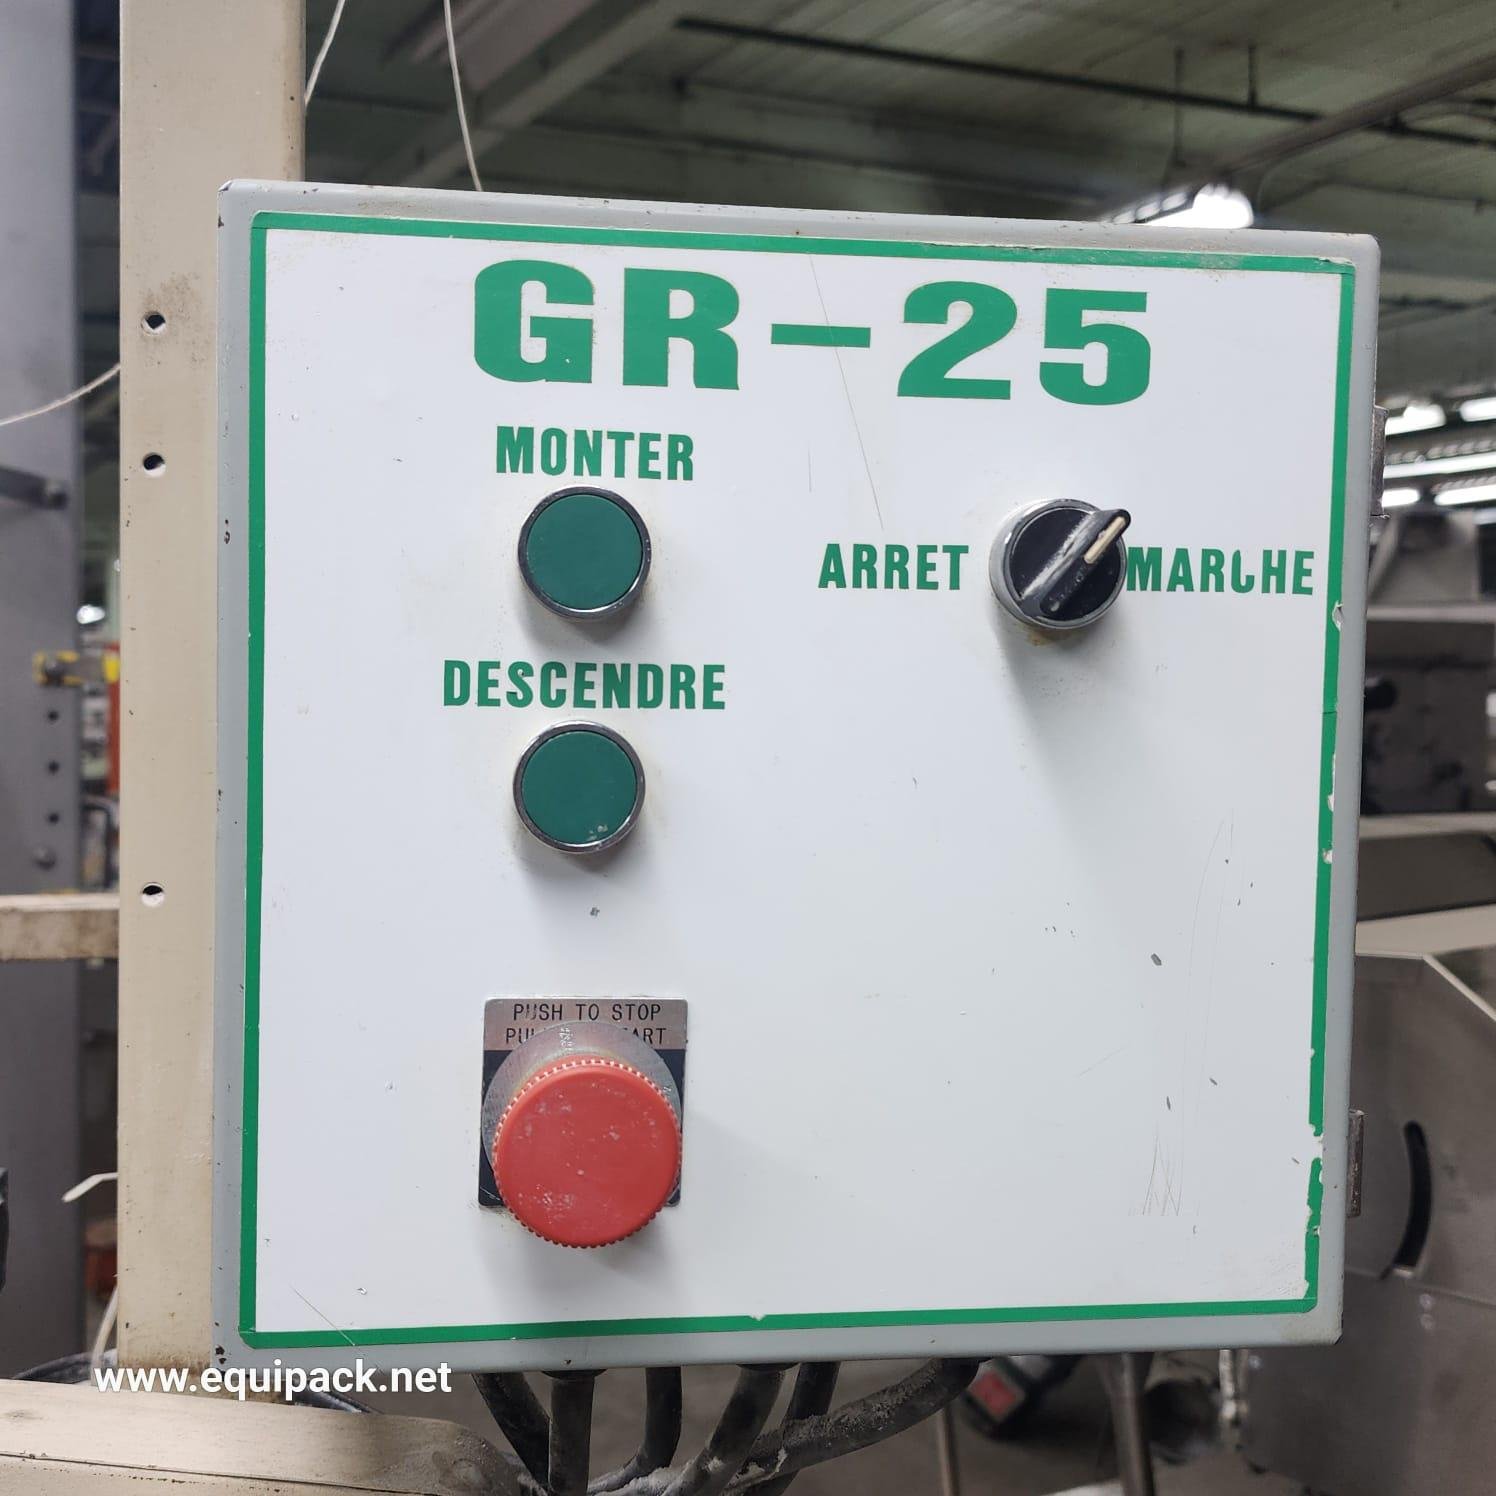 GR-25
MONTER
ARRET MARCHE
DESCENDRE
PUSH TO STOP
www.equipack.net